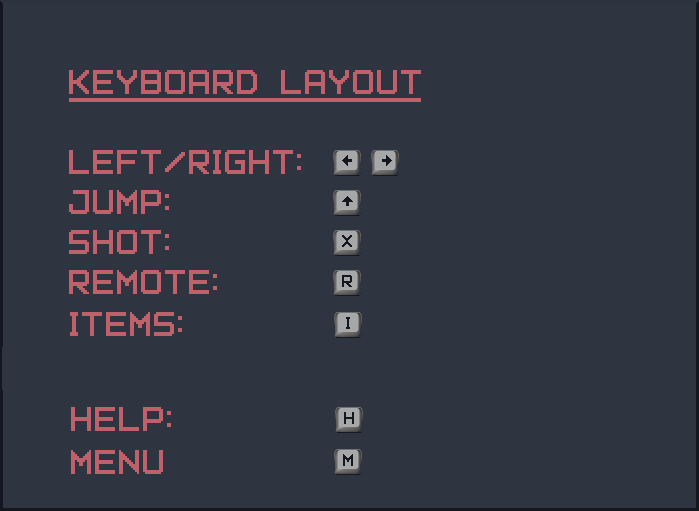 KEYBOARD LAYOUT
LEFT/RIGHT: ← →
JUMP: ↑
SHOT: X
REMOTE: R
ITEMS: I
HELP: H
MENU M